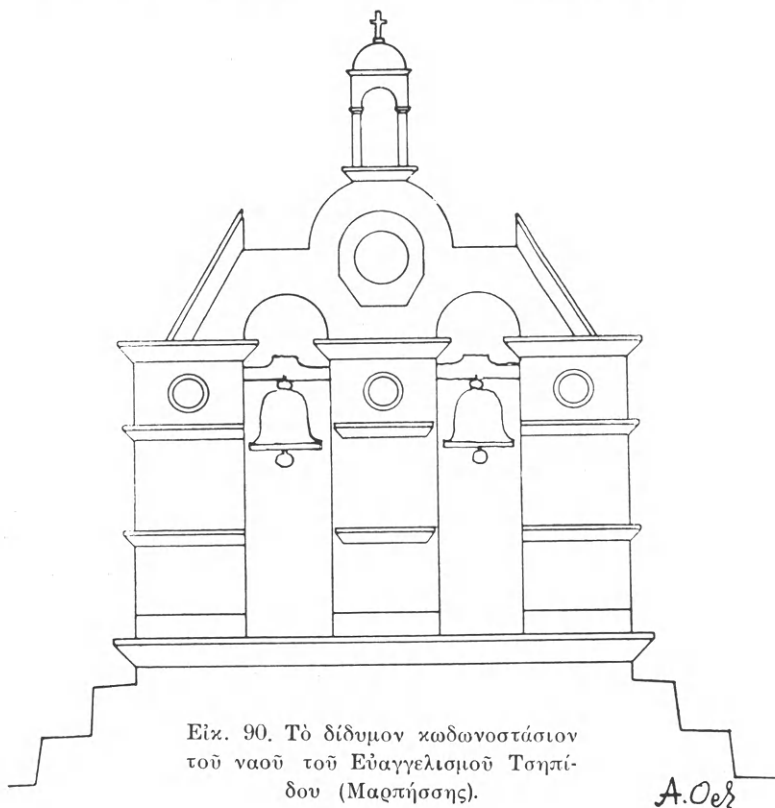 Εἰκ. 90. Τὸ δίδυμον κωδωνοστάσιον
τοῦ ναοῦ τοῦ Εὐαγγελισμοῦ Τσηπί-
δου (Μαρπήσσης).